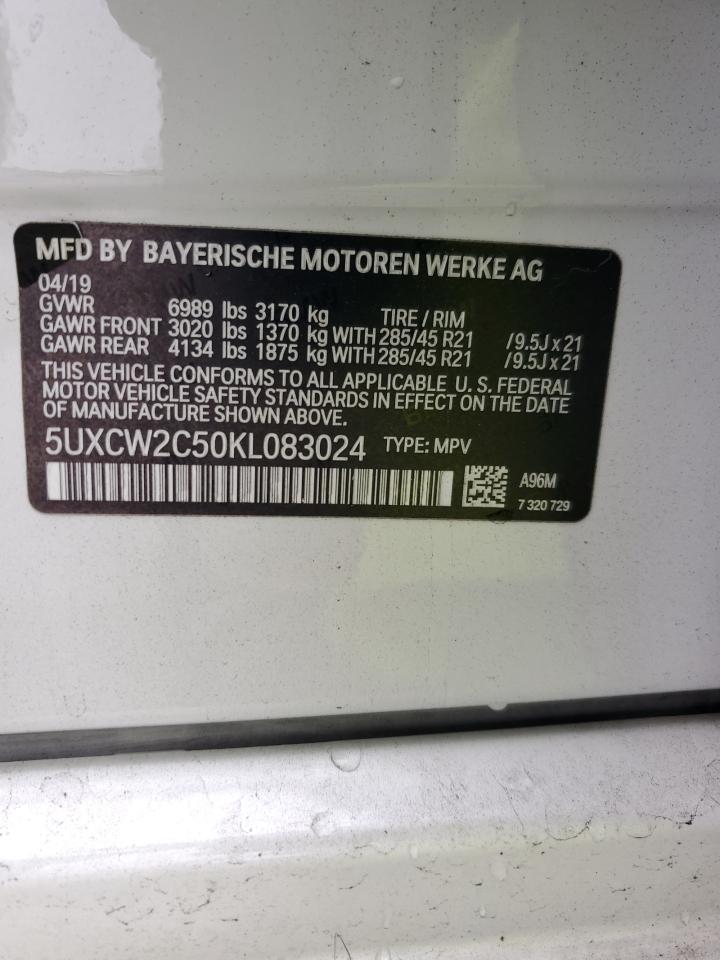 MFD BY BAYERISCHE MOTOREN WERKE AG
04/19
GVWR 6989 lbs 3170 kg TIRE / RIM
GAWR FRONT 3020 lbs 1370 kg WITH 285/45 R21 /9.5J x 21
GAWR REAR 4134 lbs 1875 kg WITH 285/45 R21 /9.5J x 21
THIS VEHICLE CONFORMS TO ALL APPLICABLE U. S. FEDERAL
MOTOR VEHICLE SAFETY STANDARDS IN EFFECT ON THE DATE
OF MANUFACTURE SHOWN ABOVE.
5UXCW2C50KL083024 TYPE: MPV
A96M
7 320 729